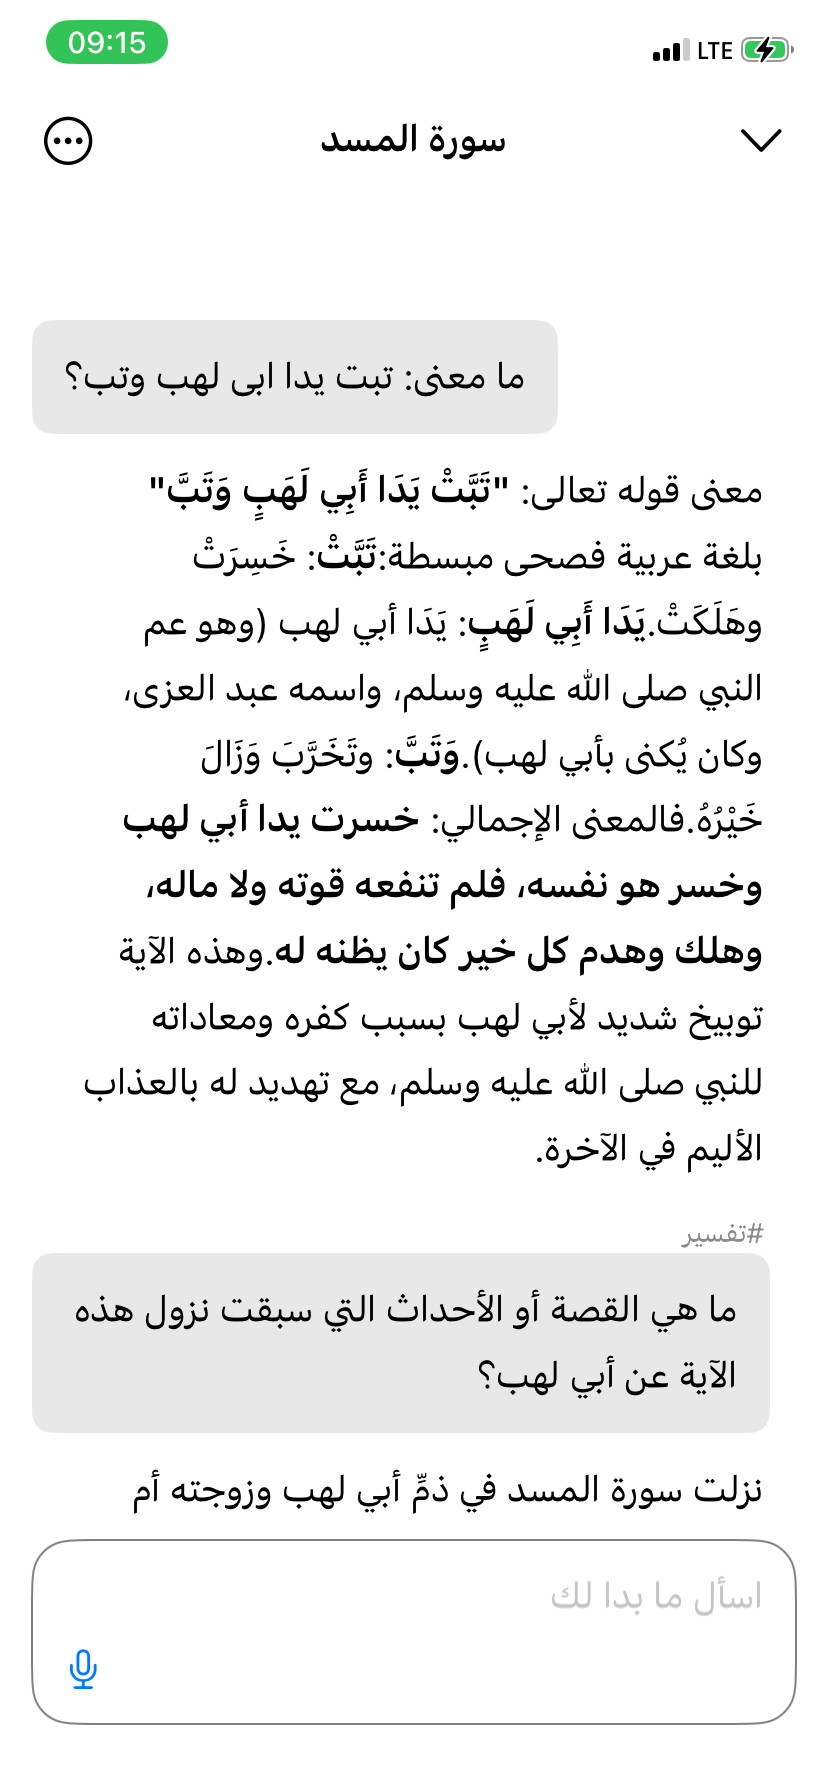 09:15
LTE
سورة المسد
ما معنى: تبت يدا ابى لهب وتب؟
معنى قوله تعالى: "تَبَّتْ يَدَا أَبِي لَهَبٍ وَتَبَّ"
بلغة عربية فصحى مبسطة:تَبَّتْ: خَسِرَتْ
وهَلَكَتْ.يَدَا أَبِي لَهَبٍ: يَدَا أبي لهب (وهو عم
النبي صلى الله عليه وسلم، واسمه عبد العزى،
وكان يُكنى بأبي لهب).وَتَبَّ: وتَخَرَّبَ وَزَالَ
خَيْرُهُ.فالمعنى الإجمالي: خسرت يدا أبي لهب
وخسر هو نفسه، فلم تنفعه قوته ولا ماله،
وهلك وهدم كل خير كان يظنه له.وهذه الآية
توبيخ شديد لأبي لهب بسبب كفره ومعاداته
للنبي صلى الله عليه وسلم، مع تهديد له بالعذاب
الأليم في الآخرة.
#تفسير
ما هي القصة أو الأحداث التي سبقت نزول هذه
الآية عن أبي لهب؟
نزلت سورة المسد في ذمِّ أبي لهب وزوجته أم
اسأل ما بدا لك